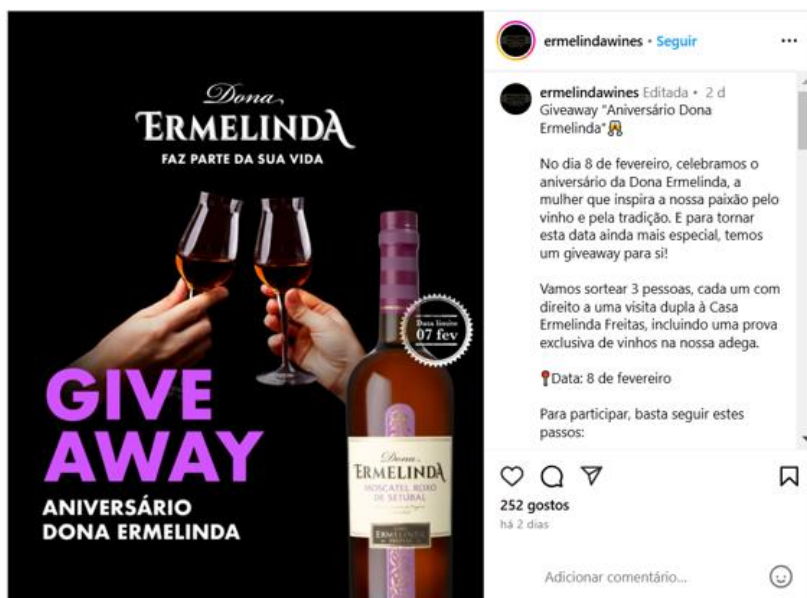 Dona
ERMELINDA
FAZ PARTE DA SUA VIDA
Data limite
07 fev
GIVE
AWAY
ANIVERSÁRIO
DONA ERMELINDA
Dona
ERMELINDA
MOSCATEL ROXO
DE SETÚBAL
ERMELINDA
FREITAS
ermelindawines • Seguir
ermelindawines Editada • 2 d
Giveaway "Aniversário Dona
Ermelinda"🥂
No dia 8 de fevereiro, celebramos o
aniversário da Dona Ermelinda, a
mulher que inspira a nossa paixão pelo
vinho e pela tradição. E para tornar
esta data ainda mais especial, temos
um giveaway para si!
Vamos sortear 3 pessoas, cada um com
direito a uma visita dupla à Casa
Ermelinda Freitas, incluindo uma prova
exclusiva de vinhos na nossa adega.
📍Data: 8 de fevereiro
Para participar, basta seguir estes
passos:
252 gostos
há 2 dias
Adicionar comentário...